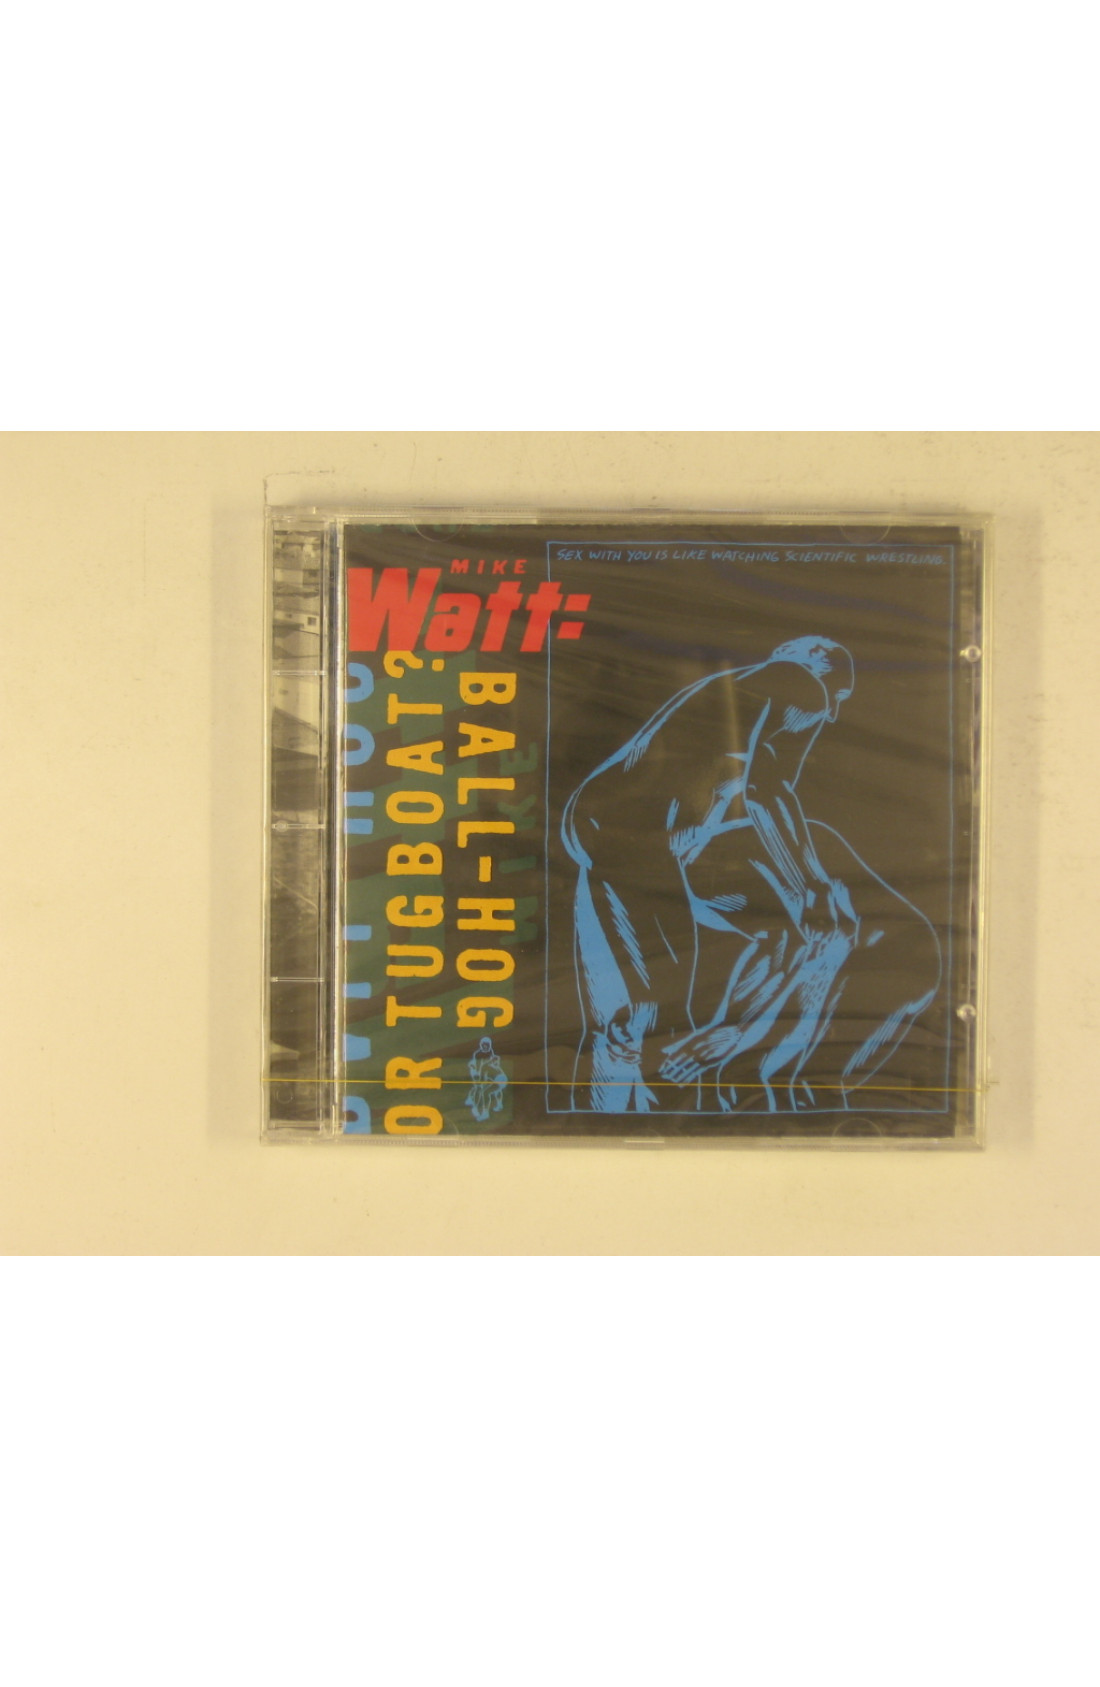 MIKE
Watt:
BALL-HOG
OR TUGBOAT?
SEX WITH YOU IS LIKE WATCHING SCIENTIFIC WRESTLING.